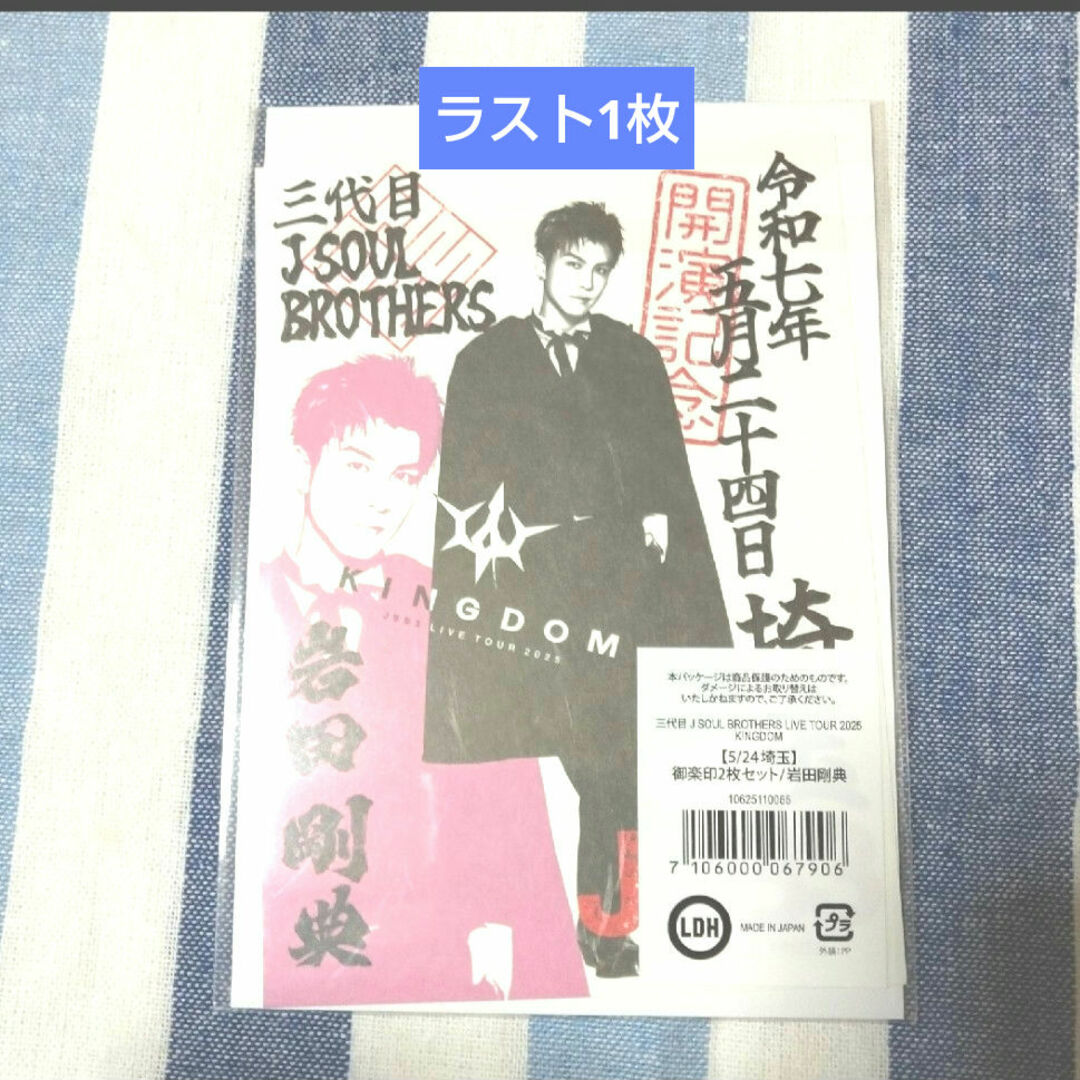 ラスト1枚
三代目
J SOUL
BROTHERS
開演記念
令和七年
五月二十四日
埼
KINGDOM
JSB3 LIVE TOUR 2025
岩田剛典
J
本パッケージは商品保護のためのものです。
ダメージによるお取り替えは
いたしかねますので、ご了承ください。
三代目 J SOUL BROTHERS LIVE TOUR 2025
KINGDOM
【5/24埼玉】
御楽印2枚セット/岩田剛典
10625110065
7 106000 067906
LDH
MADE IN JAPAN
プラ
外装:PP